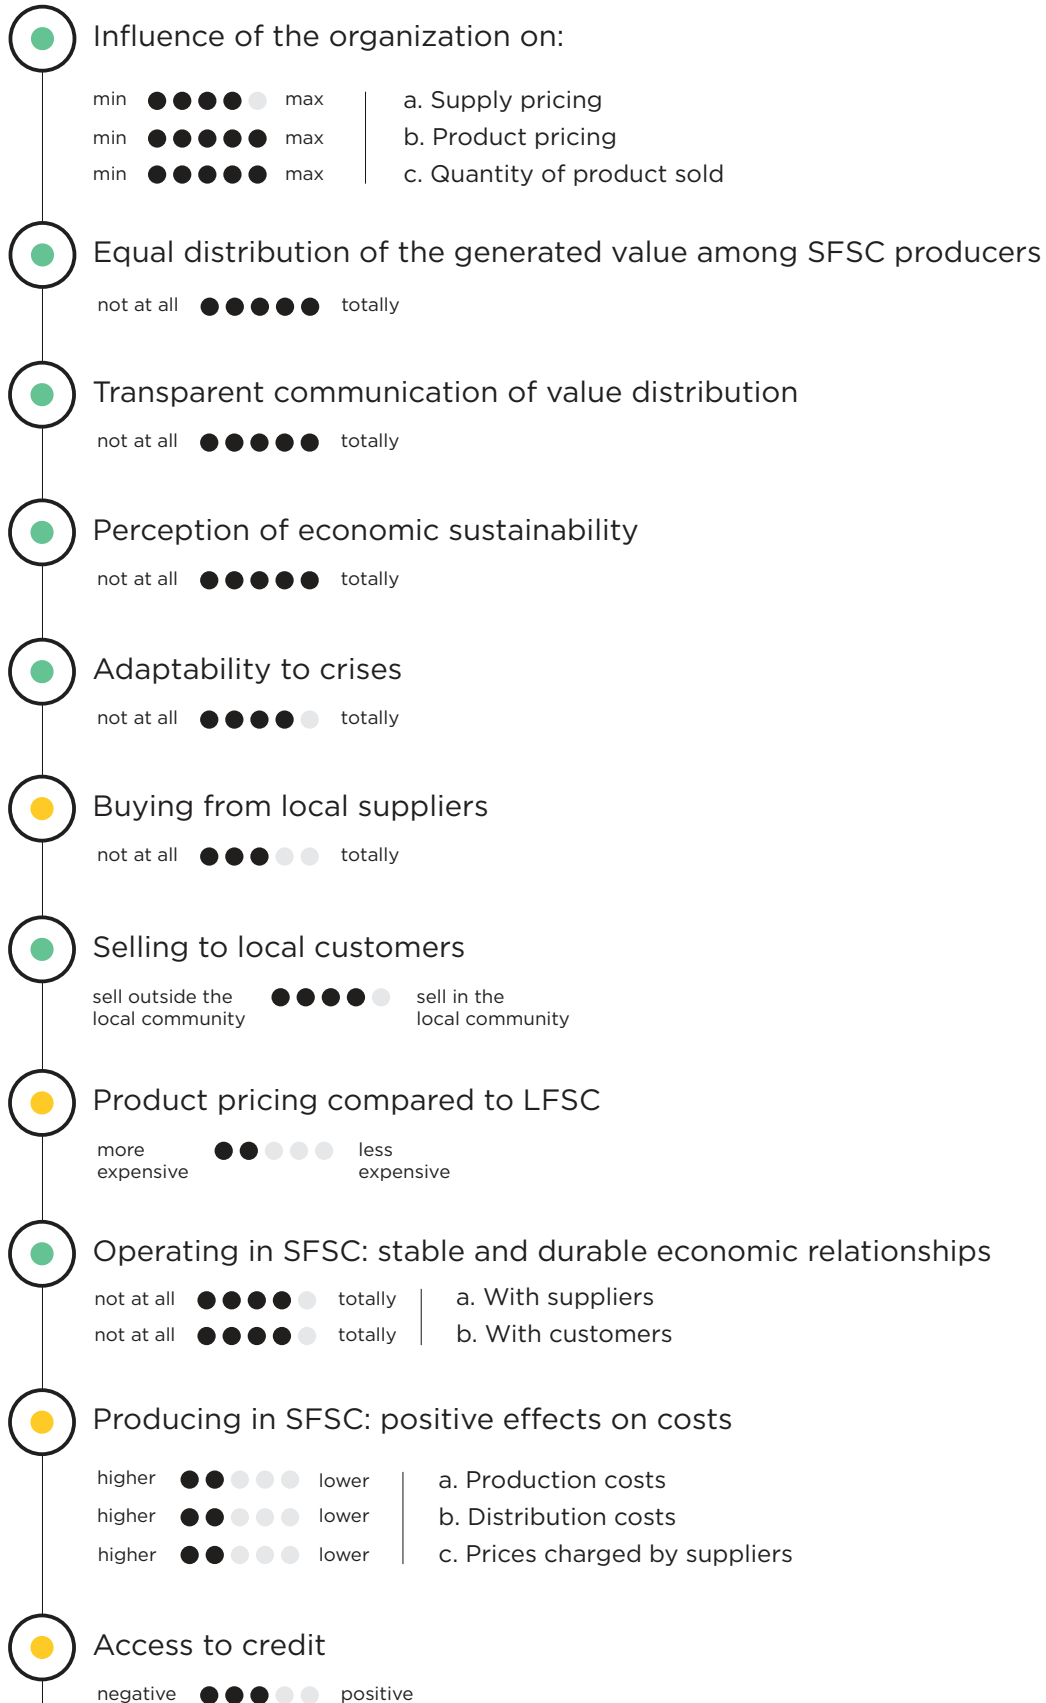 Influence of the organization on:
min max a. Supply pricing
min max b. Product pricing
min max c. Quantity of product sold
Equal distribution of the generated value among SFSC producers
not at all totally
Transparent communication of value distribution
not at all totally
Perception of economic sustainability
not at all totally
Adaptability to crises
not at all totally
Buying from local suppliers
not at all totally
Selling to local customers
sell outside the sell in the
local community local community
Product pricing compared to LFSC
more less
expensive expensive
Operating in SFSC: stable and durable economic relationships
not at all totally a. With suppliers
not at all totally b. With customers
Producing in SFSC: positive effects on costs
higher lower a. Production costs
higher lower b. Distribution costs
higher lower c. Prices charged by suppliers
Access to credit
negative positive